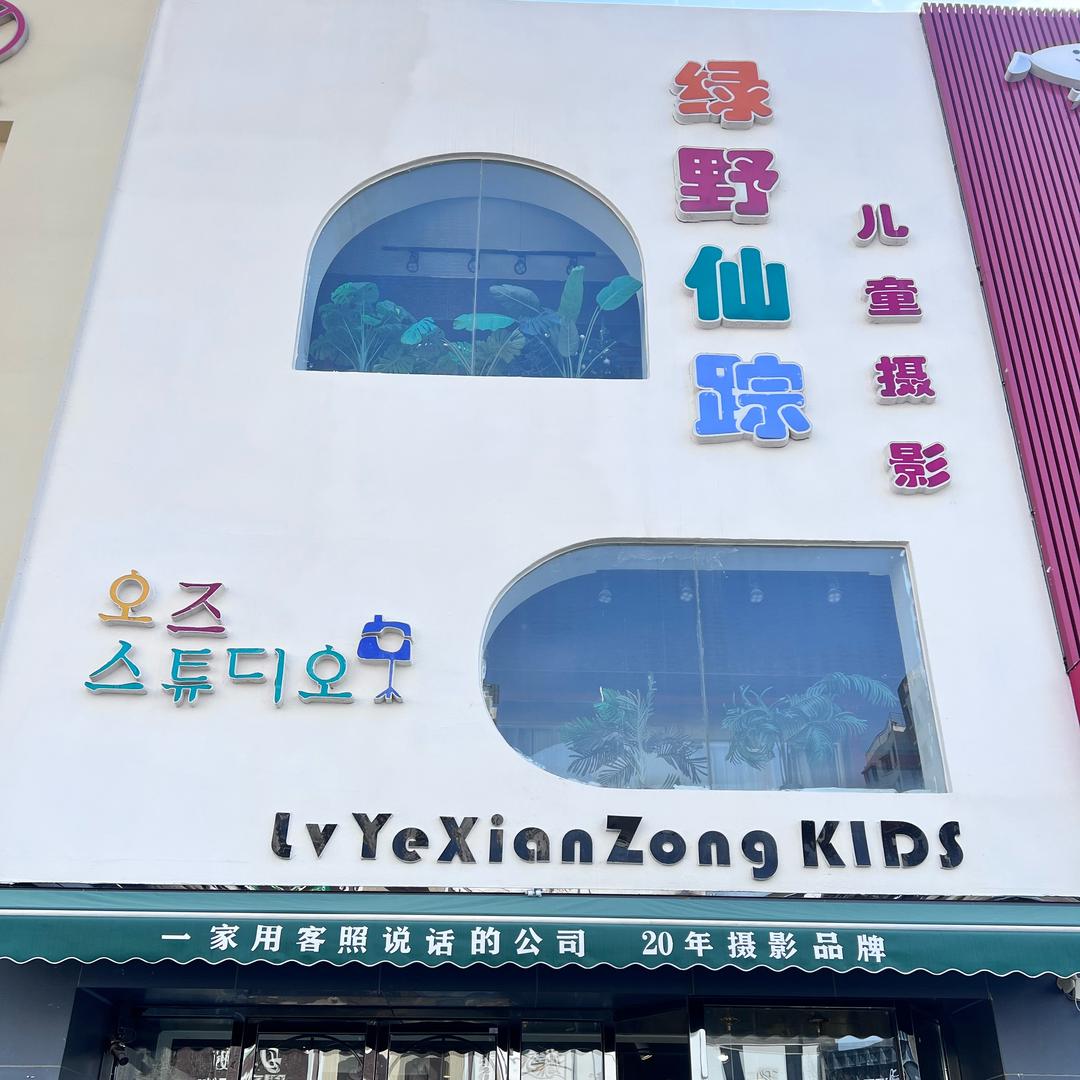 绿野仙踪
儿童摄影
오즈
스튜디오
LvYeXianZong KIDS
一家用客照说话的公司 20年摄影品牌